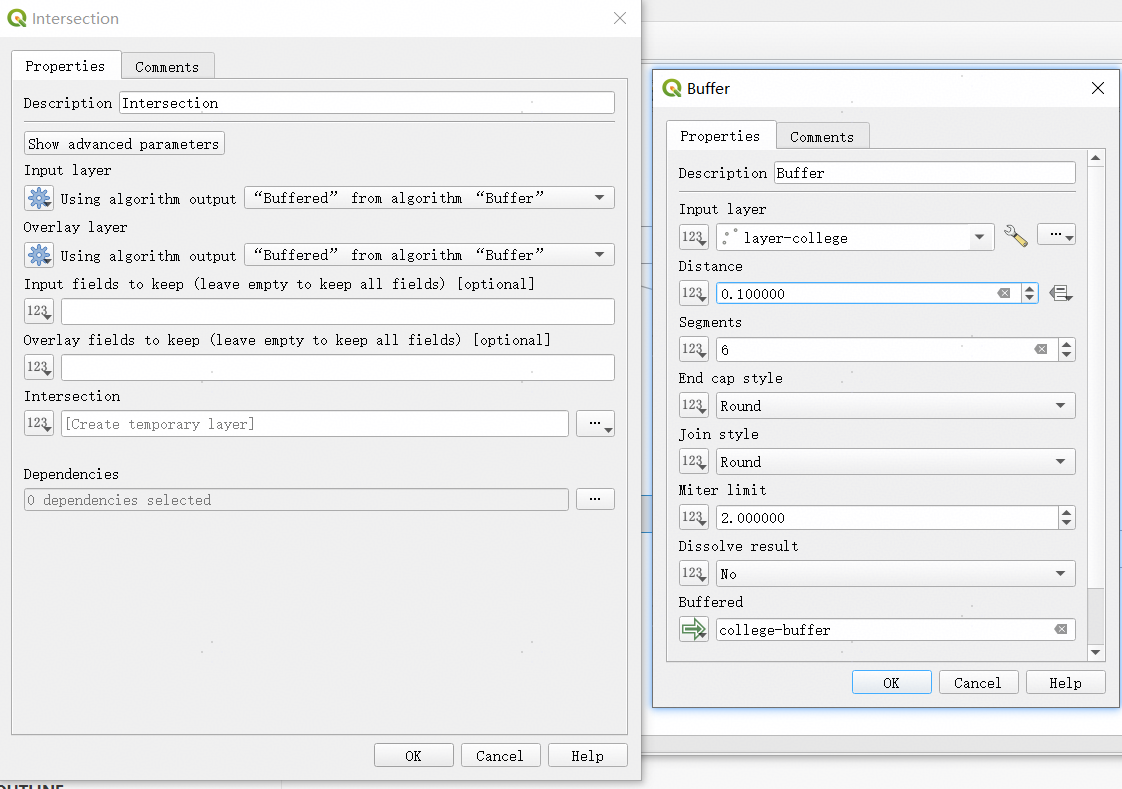 Intersection
Properties
Comments
Description
Intersection
Show advanced parameters
Input layer
Using algorithm output
“Buffered” from algorithm “Buffer”
Overlay layer
Using algorithm output
“Buffered” from algorithm “Buffer”
Input fields to keep (leave empty to keep all fields) [optional]
123
Overlay fields to keep (leave empty to keep all fields) [optional]
123
Intersection
123
[Create temporary layer]
...
Dependencies
0 dependencies selected
...
OK
Cancel
Help
Buffer
Properties
Comments
Description
Buffer
Input layer
123
layer-college
...
Distance
123
0.100000
Segments
123
6
End cap style
123
Round
Join style
123
Round
Miter limit
123
2.000000
Dissolve result
123
No
Buffered
college-buffer
OK
Cancel
Help